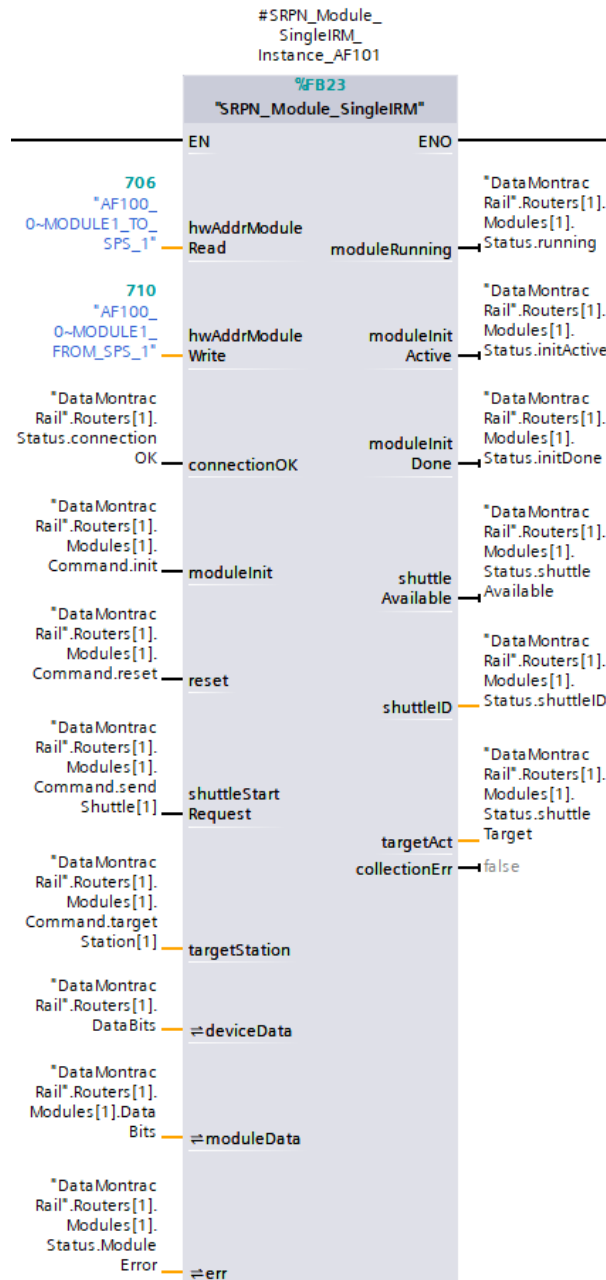 #SRPN_Module_
SingleIRM_
Instance_AF101
%FB23
"SRPN_Module_SingleIRM"
EN
ENO
706
"AF100_
0~MODULE1_TO_
SPS_1"
hwAddrModule
Read
moduleRunning
"DataMontrac
Rail".Routers[1].
Modules[1].
Status.running
710
"AF100_
0~MODULE1_
FROM_SPS_1"
hwAddrModule
Write
moduleInit
Active
"DataMontrac
Rail".Routers[1].
Modules[1].
Status.initActive
"DataMontrac
Rail".Routers[1].
Status.connection
OK
connectionOK
moduleInit
Done
"DataMontrac
Rail".Routers[1].
Modules[1].
Status.initDone
"DataMontrac
Rail".Routers[1].
Modules[1].
Command.init
moduleInit
shuttle
Available
"DataMontrac
Rail".Routers[1].
Modules[1].
Status.shuttle
Available
"DataMontrac
Rail".Routers[1].
Modules[1].
Command.reset
reset
shuttleID
"DataMontrac
Rail".Routers[1].
Modules[1].
Status.shuttleID
"DataMontrac
Rail".Routers[1].
Modules[1].
Command.send
Shuttle[1]
shuttleStart
Request
targetAct
"DataMontrac
Rail".Routers[1].
Modules[1].
Status.shuttle
Target
collectionErr
false
"DataMontrac
Rail".Routers[1].
Modules[1].
Command.target
Station[1]
targetStation
"DataMontrac
Rail".Routers[1].
DataBits
⇌deviceData
"DataMontrac
Rail".Routers[1].
Modules[1].Data
Bits
⇌moduleData
"DataMontrac
Rail".Routers[1].
Modules[1].
Status.Module
Error
⇌err